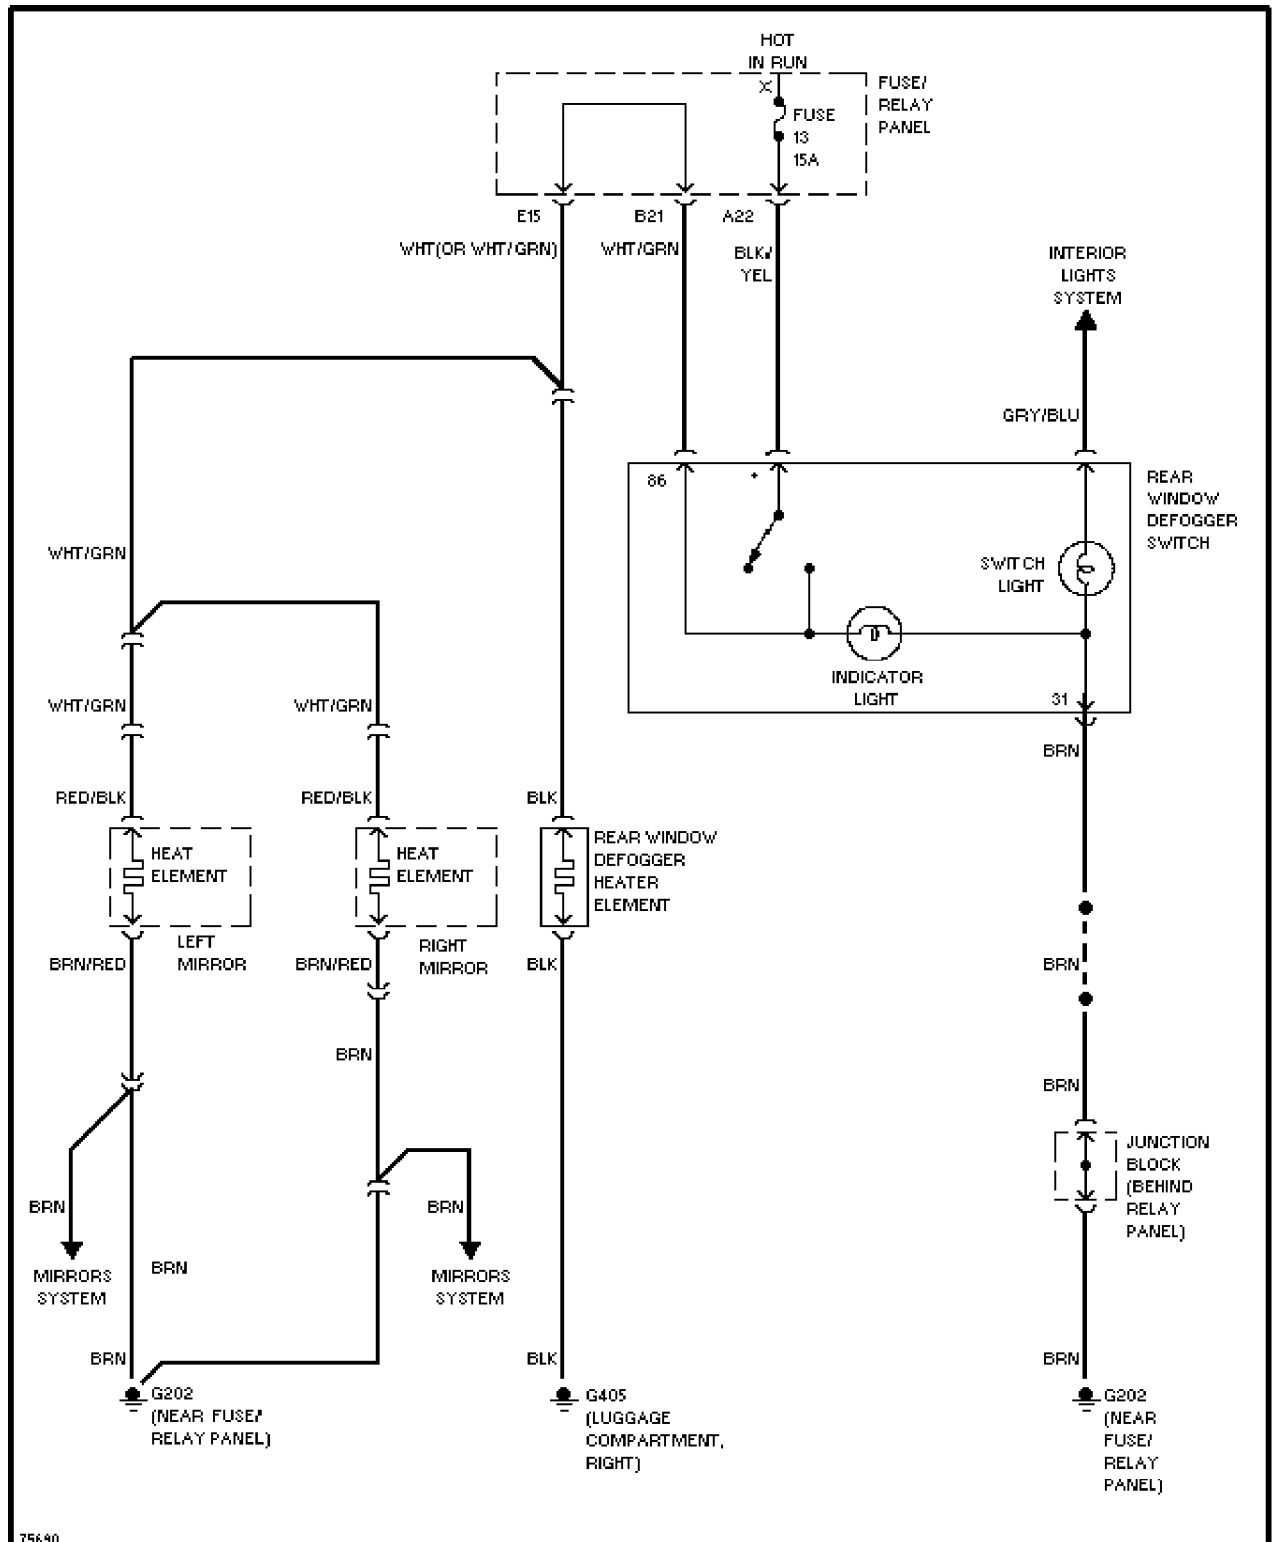 HOT
IN RUN
X
FUSE
13
15A
FUSE/
RELAY
PANEL
E15
B21
A22
WHT(OR WHT/GRN)
WHT/GRN
BLK/
YEL
INTERIOR
LIGHTS
SYSTEM
GRY/BLU
86
+
REAR
WINDOW
DEFOGGER
SWITCH
SWITCH
LIGHT
INDICATOR
LIGHT
31
BRN
WHT/GRN
WHT/GRN
WHT/GRN
RED/BLK
RED/BLK
BLK
HEAT
ELEMENT
HEAT
ELEMENT
REAR WINDOW
DEFOGGER
HEATER
ELEMENT
LEFT
MIRROR
RIGHT
MIRROR
BRN/RED
BRN/RED
BLK
BRN
BRN
BRN
JUNCTION
BLOCK
(BEHIND
RELAY
PANEL)
BRN
BRN
MIRRORS
SYSTEM
BRN
MIRRORS
SYSTEM
BRN
BLK
BRN
G202
(NEAR FUSE/
RELAY PANEL)
G405
(LUGGAGE
COMPARTMENT,
RIGHT)
G202
(NEAR
FUSE/
RELAY
PANEL)
75690